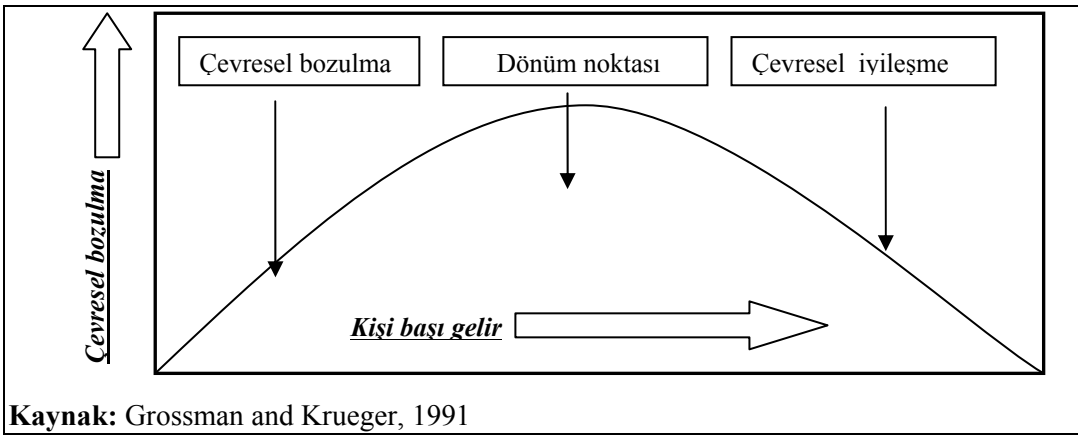 Çevresel bozulma
Dönüm noktası
Çevresel iyileşme
Çevresel bozulma
Kişi başı gelir
Kaynak: Grossman and Krueger, 1991